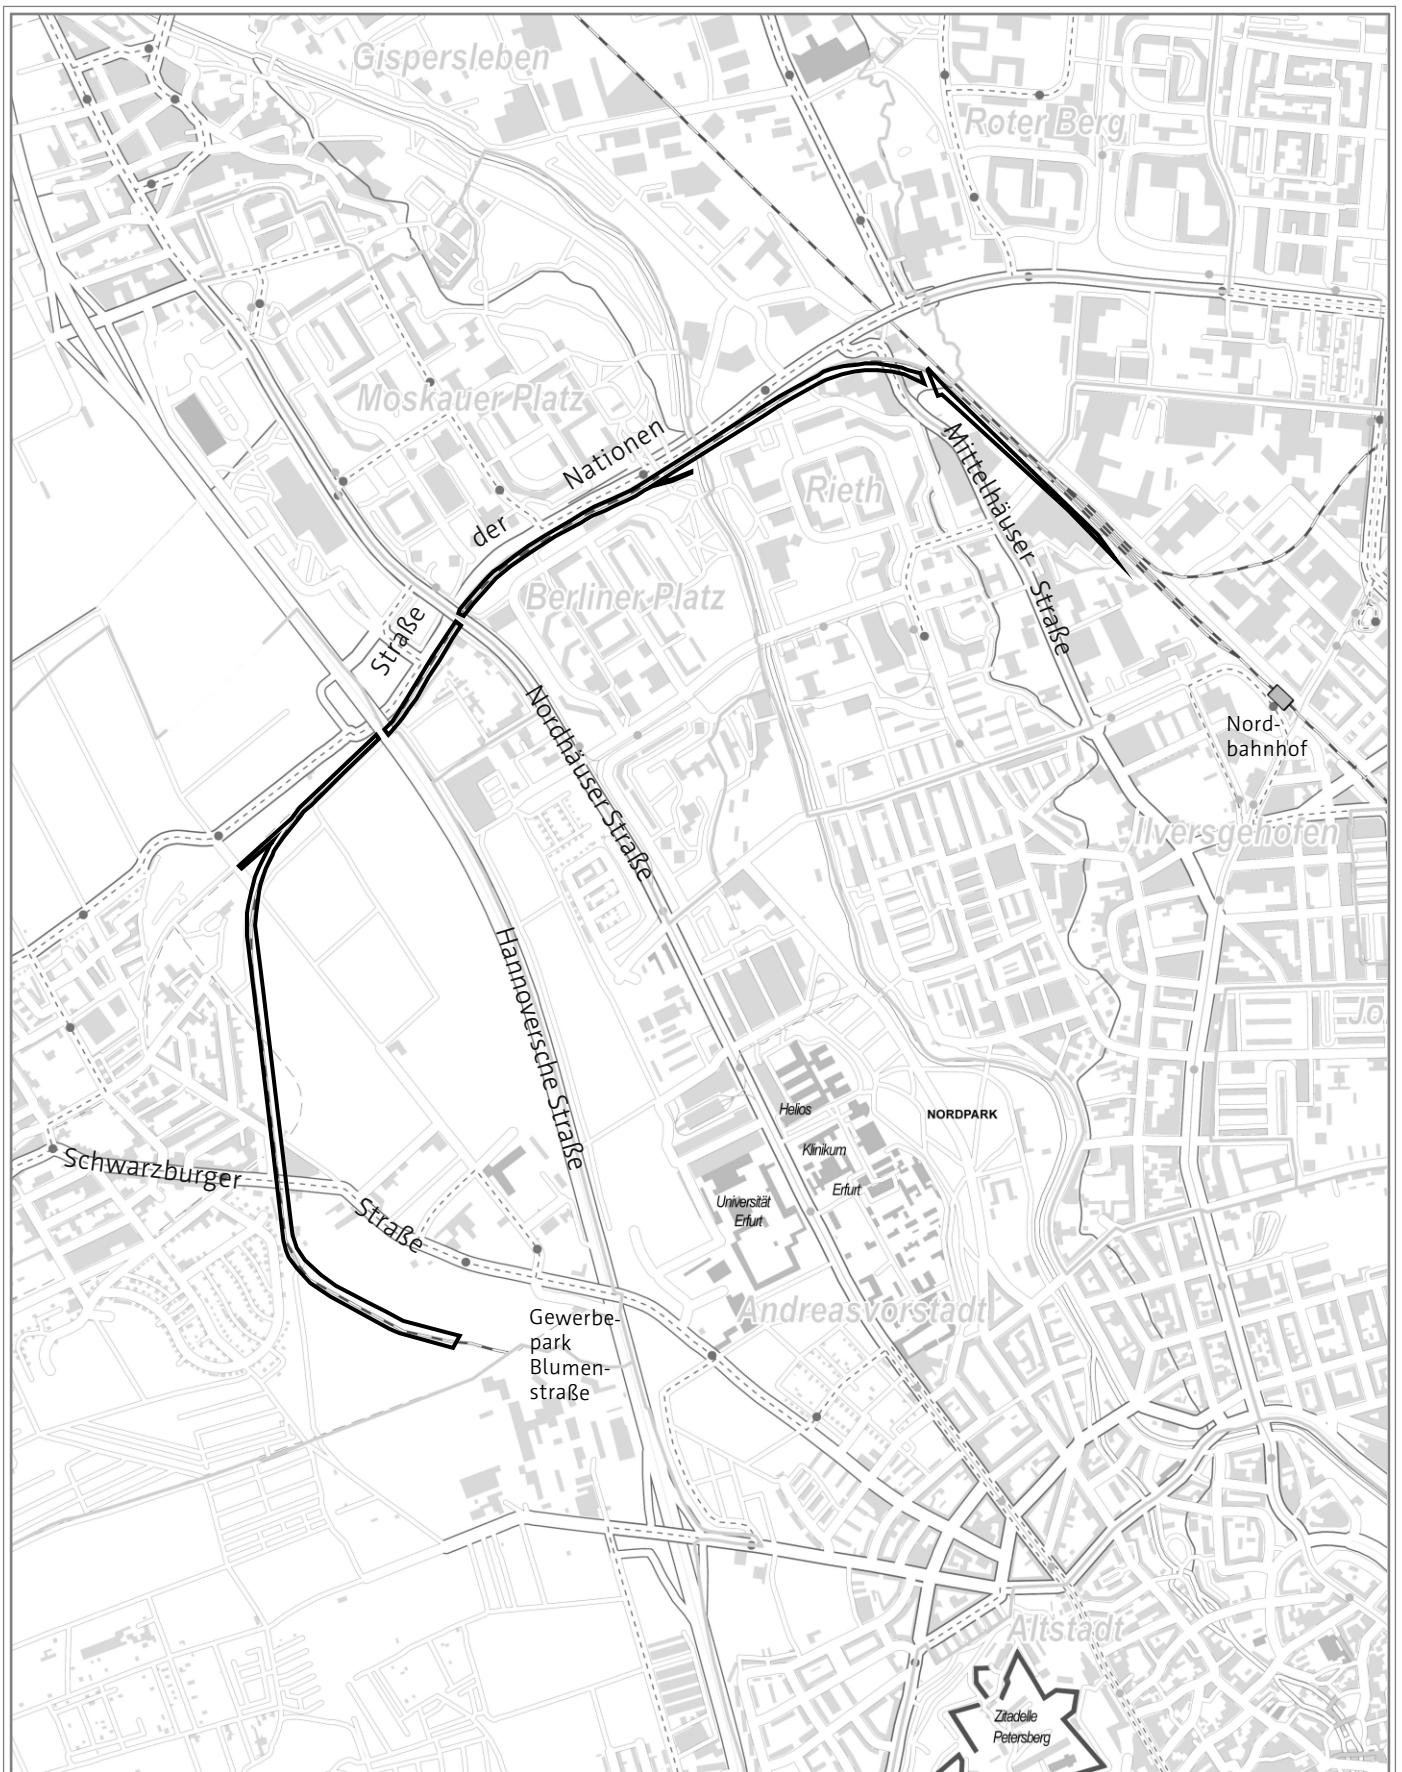 Gispersleben
Roter Berg
Moskauer Platz
Nationen
der
Straße
Rieth
Mittelhäuser Straße
Berliner Platz
Nordhäuser Straße
Nord-
bahnhof
Ilversgehofen
Hannoversche Straße
Jo
Helios
Klinikum
Erfurt
NORDPARK
Schwarzburger
Straße
Universität
Erfurt
Andreasvorstadt
Gewerbe-
park
Blumen-
straße
Altstadt
Zitadelle
Petersberg